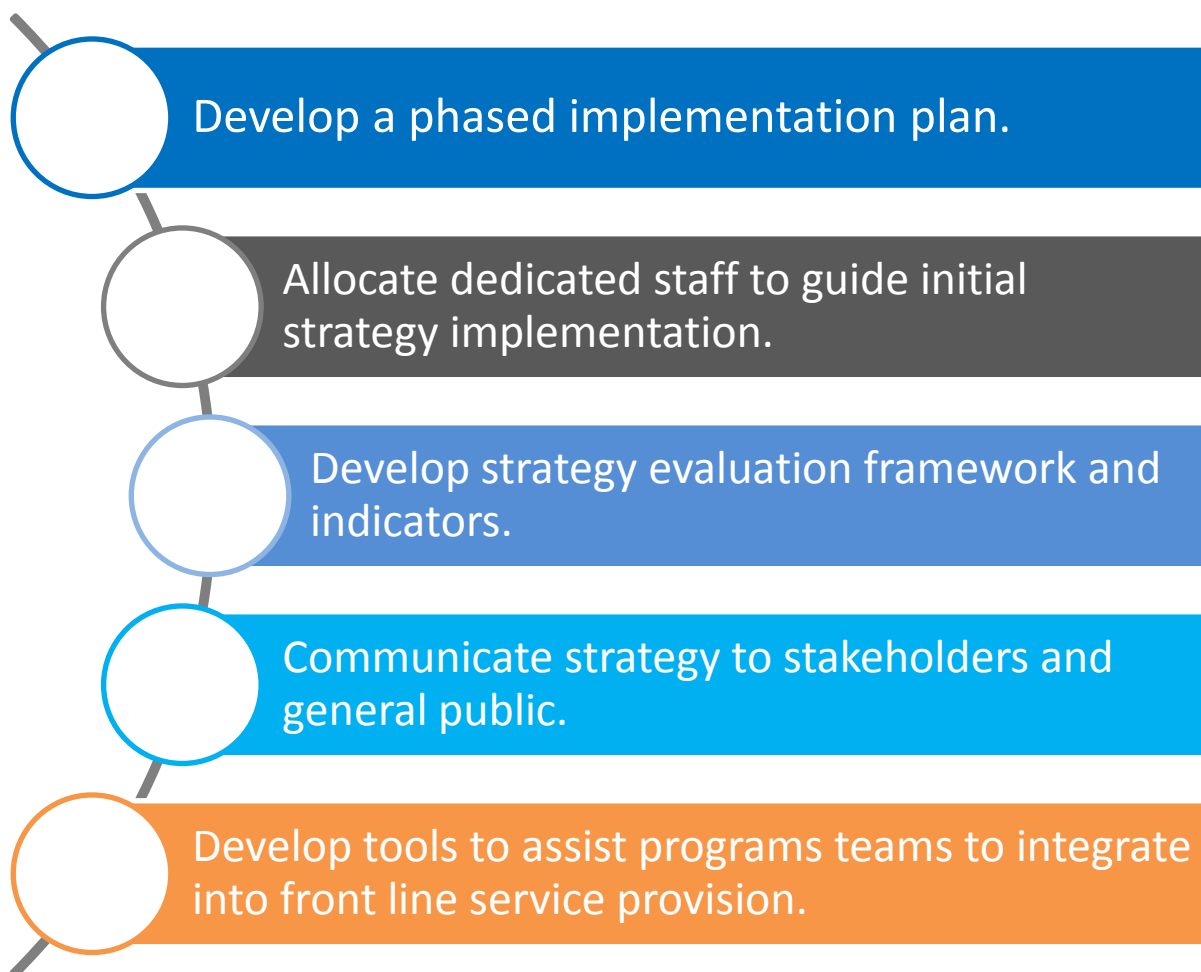 Develop a phased implementation plan.
Allocate dedicated staff to guide initial
strategy implementation.
Develop strategy evaluation framework and
indicators.
Communicate strategy to stakeholders and
general public.
Develop tools to assist programs teams to integrate
into front line service provision.